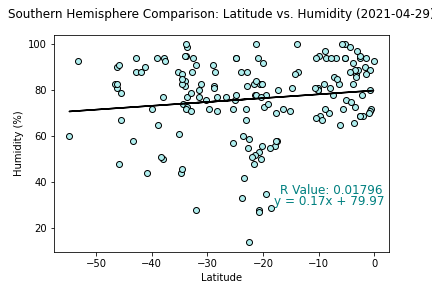 Southern Hemisphere Comparison: Latitude vs. Humidity (2021-04-29)
100
80
60
40
20
Humidity (%)
R Value: 0.01796
y = 0.17x + 79.97
−50
−40
−30
−20
−10
0
Latitude